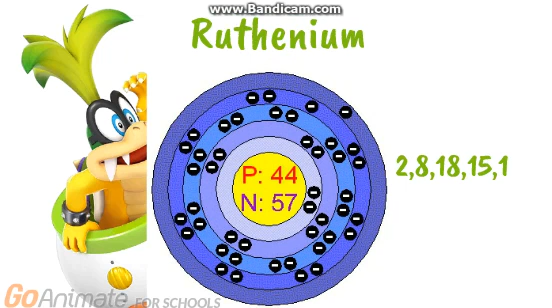 www.Bandicam.com
Ruthenium
P: 44
N: 57
2,8,18,15,1
GoAnimate FOR SCHOOLS